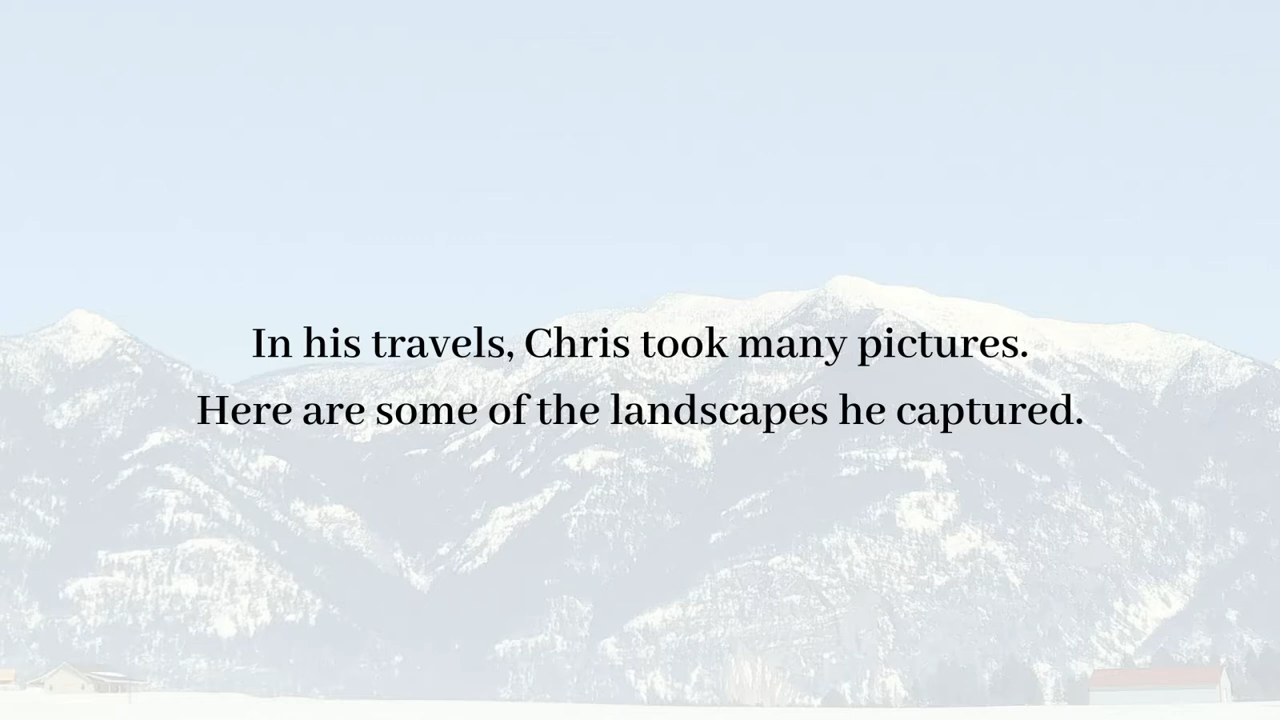 In his travels, Chris took many pictures.
Here are some of the landscapes he captured.